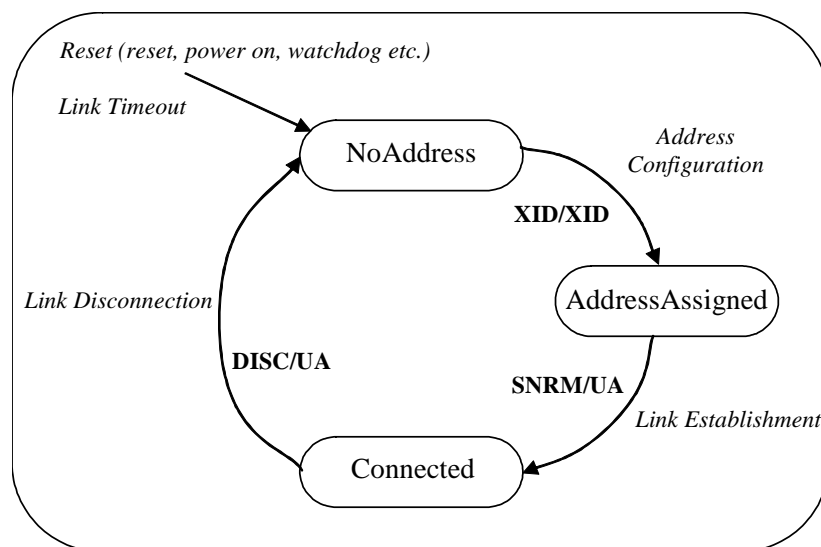 Reset (reset, power on, watchdog etc.)
Link Timeout
NoAddress
Address
Configuration
XID/XID
AddressAssigned
Link Disconnection
DISC/UA
SNRM/UA
Link Establishment
Connected